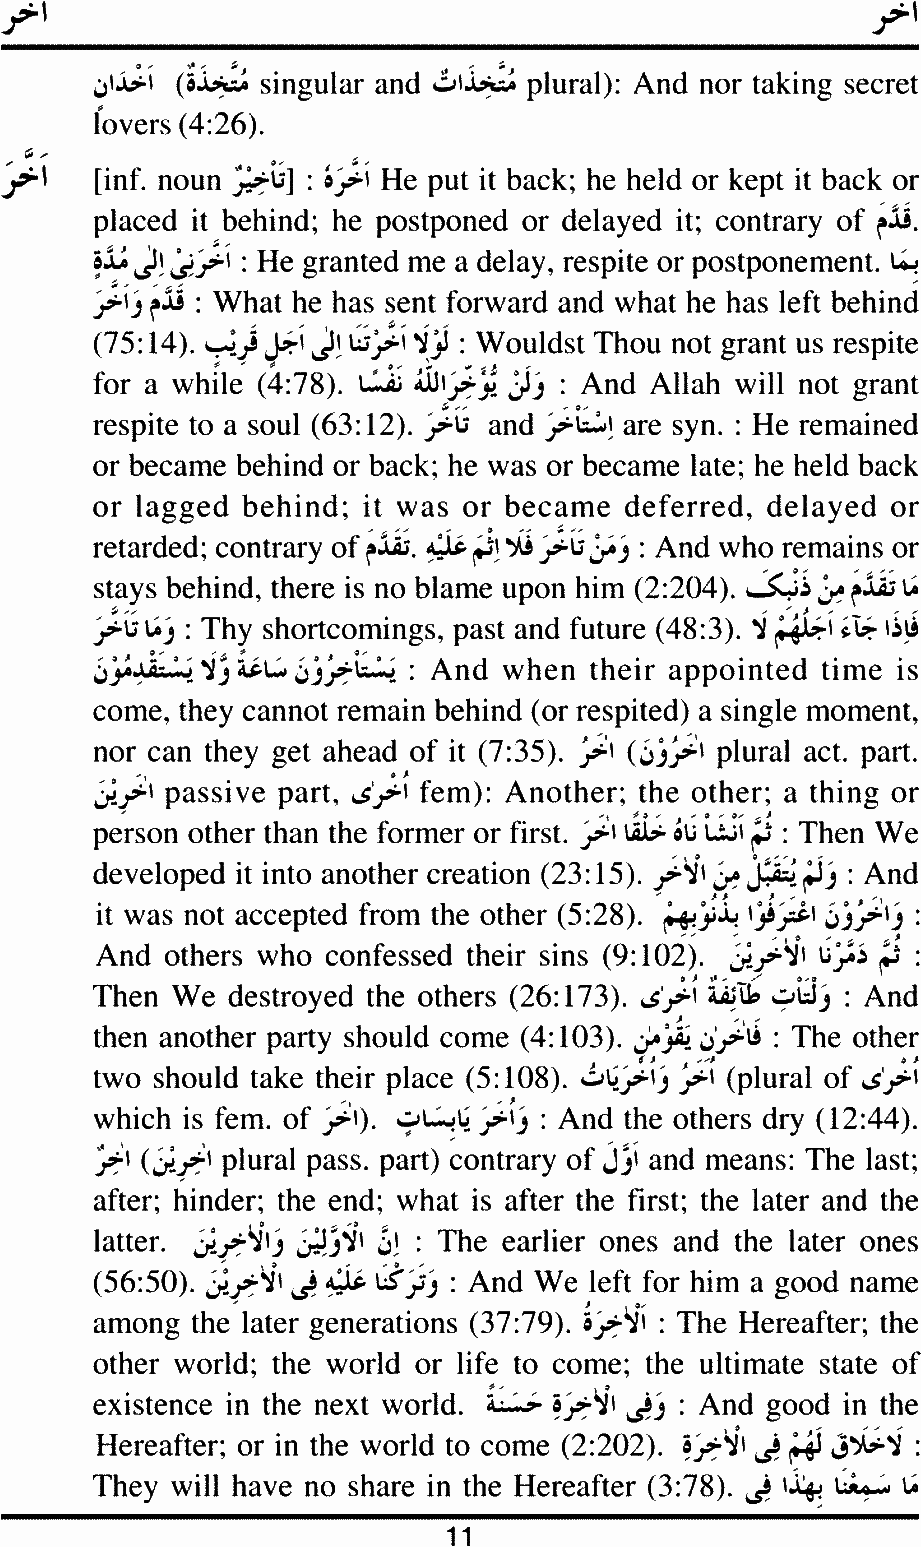 اخر اخر
اَخْدَانٍ (مُتَّخِذَةٌ singular and مُتَّخِذَاتٌ plural): And nor taking secret
lovers (4:26).
اَخَّرَ [inf. noun تَاْخِيْرٌ] : اَخَّرَهٗ He put it back; he held or kept it back or
placed it behind; he postponed or delayed it; contrary of قَدَّمَ.
اَخَّرَنِىْ اِلٰى مُدَّةٍ : He granted me a delay, respite or postponement. بِمَا
قَدَّمَ وَاَخَّرَ : What he has sent forward and what he has left behind
(75:14). لَوْلَا اَخَّرْتَنَا اِلٰى اَجَلٍ قَرِيْبٍ : Wouldst Thou not grant us respite
for a while (4:78). وَلَنْ يُؤَخِّرَ اللهُ نَفْسًا : And Allah will not grant
respite to a soul (63:12). تَاَخَّرَ and اِسْتَاْخَرَ are syn. : He remained
or became behind or back; he was or became late; he held back
or lagged behind; it was or became deferred, delayed or
retarded; contrary of تَقَدَّمَ. وَمَنْ تَاَخَّرَ فَلَا اِثْمَ عَلَيْهِ : And who remains or
stays behind, there is no blame upon him (2:204). مَا تَقَدَّمَ مِنْ ذَنْبِكَ
وَمَا تَاَخَّرَ : Thy shortcomings, past and future (48:3). فَاِذَا جَآءَ اَجَلُهُمْ لَا
يَسْتَاْخِرُوْنَ سَاعَةً وَّلَا يَسْتَقْدِمُوْنَ : And when their appointed time is
come, they cannot remain behind (or respited) a single moment,
nor can they get ahead of it (7:35). اٰخَرُ (اٰخَرُوْنَ plural act. part.
اٰخَرِيْنَ passive part, اُخْرٰى fem): Another; the other; a thing or
person other than the former or first. ثُمَّ اَنْشَاْنَاهُ خَلْقًا اٰخَرَ : Then We
developed it into another creation (23:15). وَلَمْ يُتَقَبَّلْ مِنَ الْاٰخَرِ : And
it was not accepted from the other (5:28). وَاٰخَرُوْنَ اعْتَرَفُوْا بِذُنُوْبِهِمْ :
And others who confessed their sins (9:102). ثُمَّ دَمَّرْنَا الْاٰخَرِيْنَ :
Then We destroyed the others (26:173). وَلْتَاْتِ طَآئِفَةٌ اُخْرٰى : And
then another party should come (4:103). فَاٰخَرٰنِ يَقُوْمٰنِ : The other
two should take their place (5:108). اُخَرُ وَاُخْرَيَاتُ (plural of اُخْرٰى
which is fem. of اٰخَرَ). وَاُخَرَ يَابِسَاتٍ : And the others dry (12:44).
اٰخِرٌ (اٰخِرِيْنَ plural pass. part) contrary of اَوَّلَ and means: The last;
after; hinder; the end; what is after the first; the later and the
latter. اِنَّ الْاَوَّلِيْنَ وَالْاٰخِرِيْنَ : The earlier ones and the later ones
(56:50). وَتَرَكْنَا عَلَيْهِ فِى الْاٰخِرِيْنَ : And We left for him a good name
among the later generations (37:79). اَلْاٰخِرَةُ : The Hereafter; the
other world; the world or life to come; the ultimate state of
existence in the next world. وَفِى الْاٰخِرَةِ حَسَنَةً : And good in the
Hereafter; or in the world to come (2:202). لَاخَلَاقَ لَهُمْ فِى الْاٰخِرَةِ :
They will have no share in the Hereafter (3:78). مَا سَمِعْنَا بِهٰذَا فِى
11